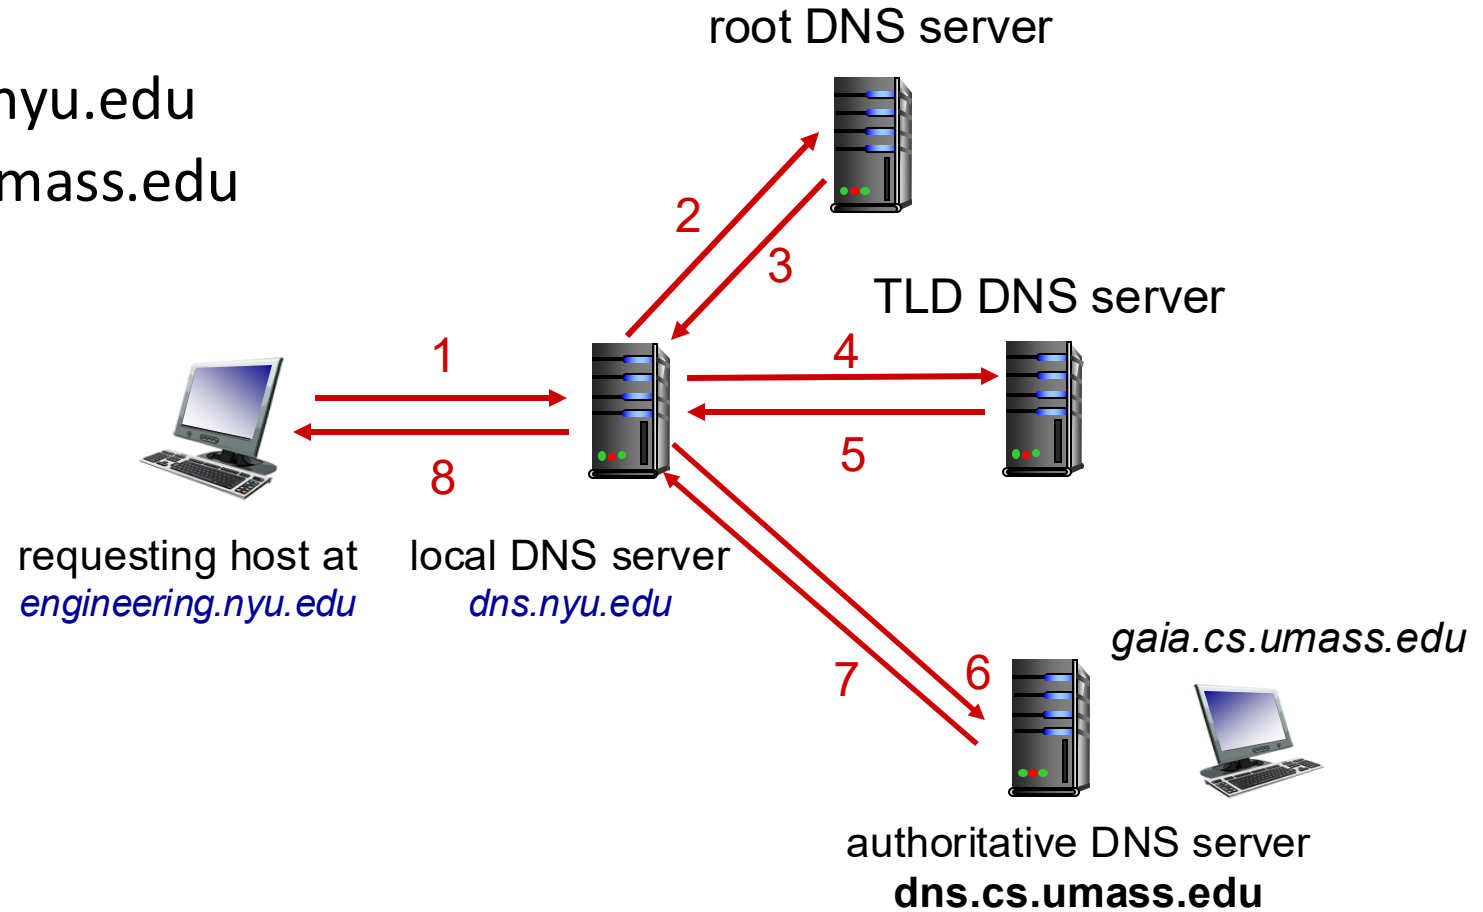 root DNS server
nyu.edu
mass.edu
2
3
TLD DNS server
1
4
8
5
requesting host at
engineering.nyu.edu
local DNS server
dns.nyu.edu
gaia.cs.umass.edu
7
6
authoritative DNS server
dns.cs.umass.edu